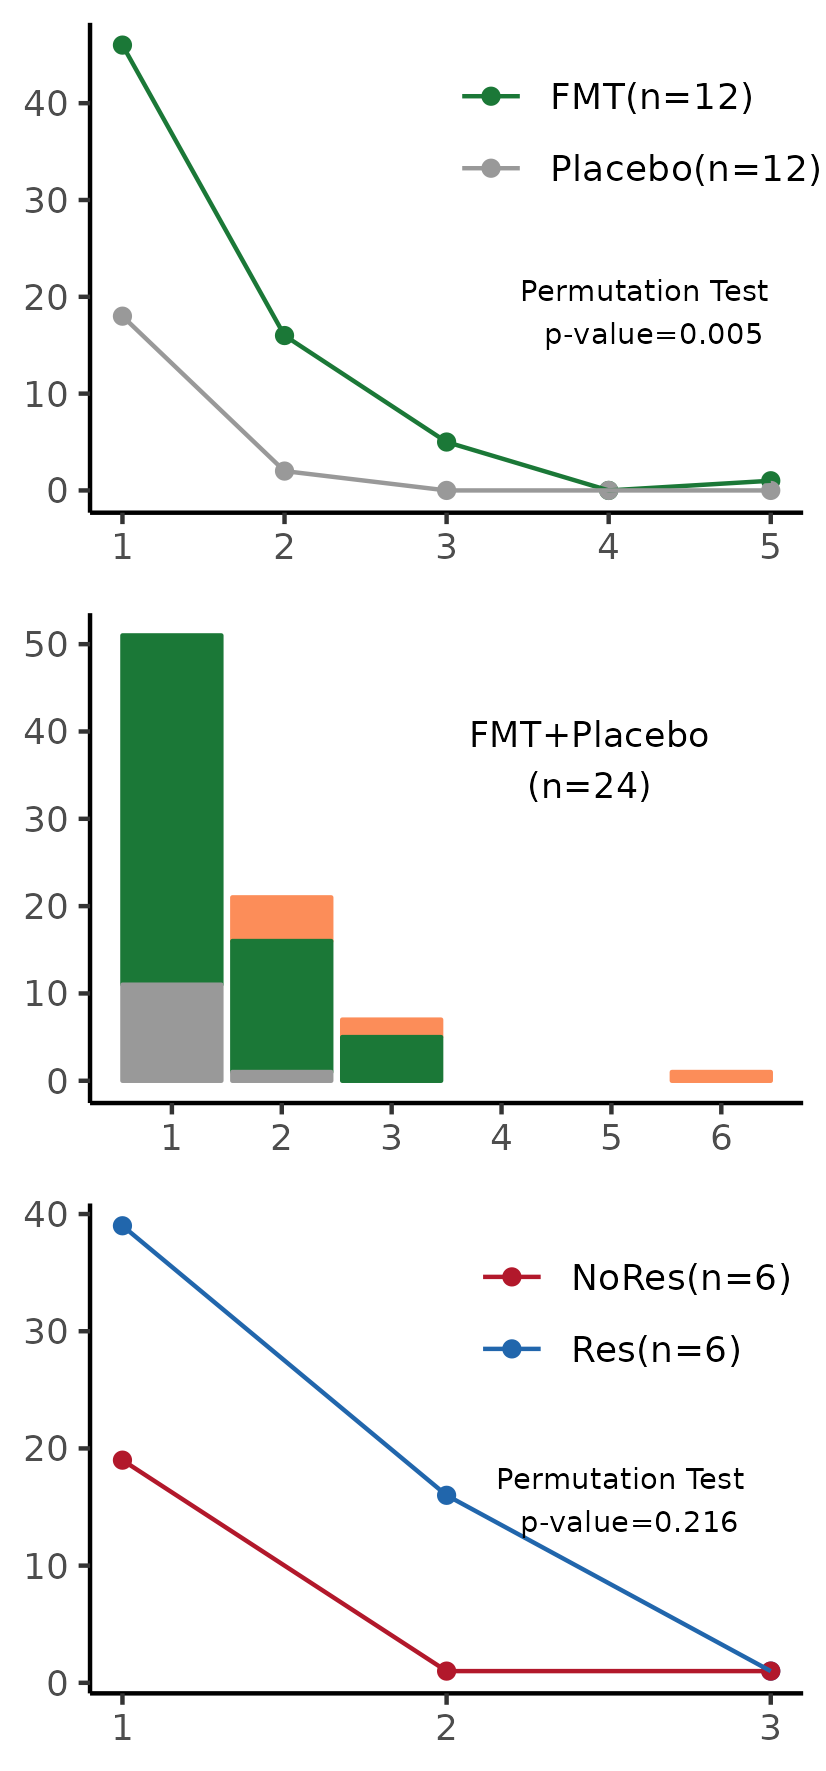 40
30
20
10
0
FMT(n=12)
Placebo(n=12)
Permutation Test
p-value=0.005
1 2 3 4 5
50
40
30
20
10
0
FMT+Placebo
(n=24)
1 2 3 4 5 6
40
30
20
10
0
NoRes(n=6)
Res(n=6)
Permutation Test
p-value=0.216
1 2 3